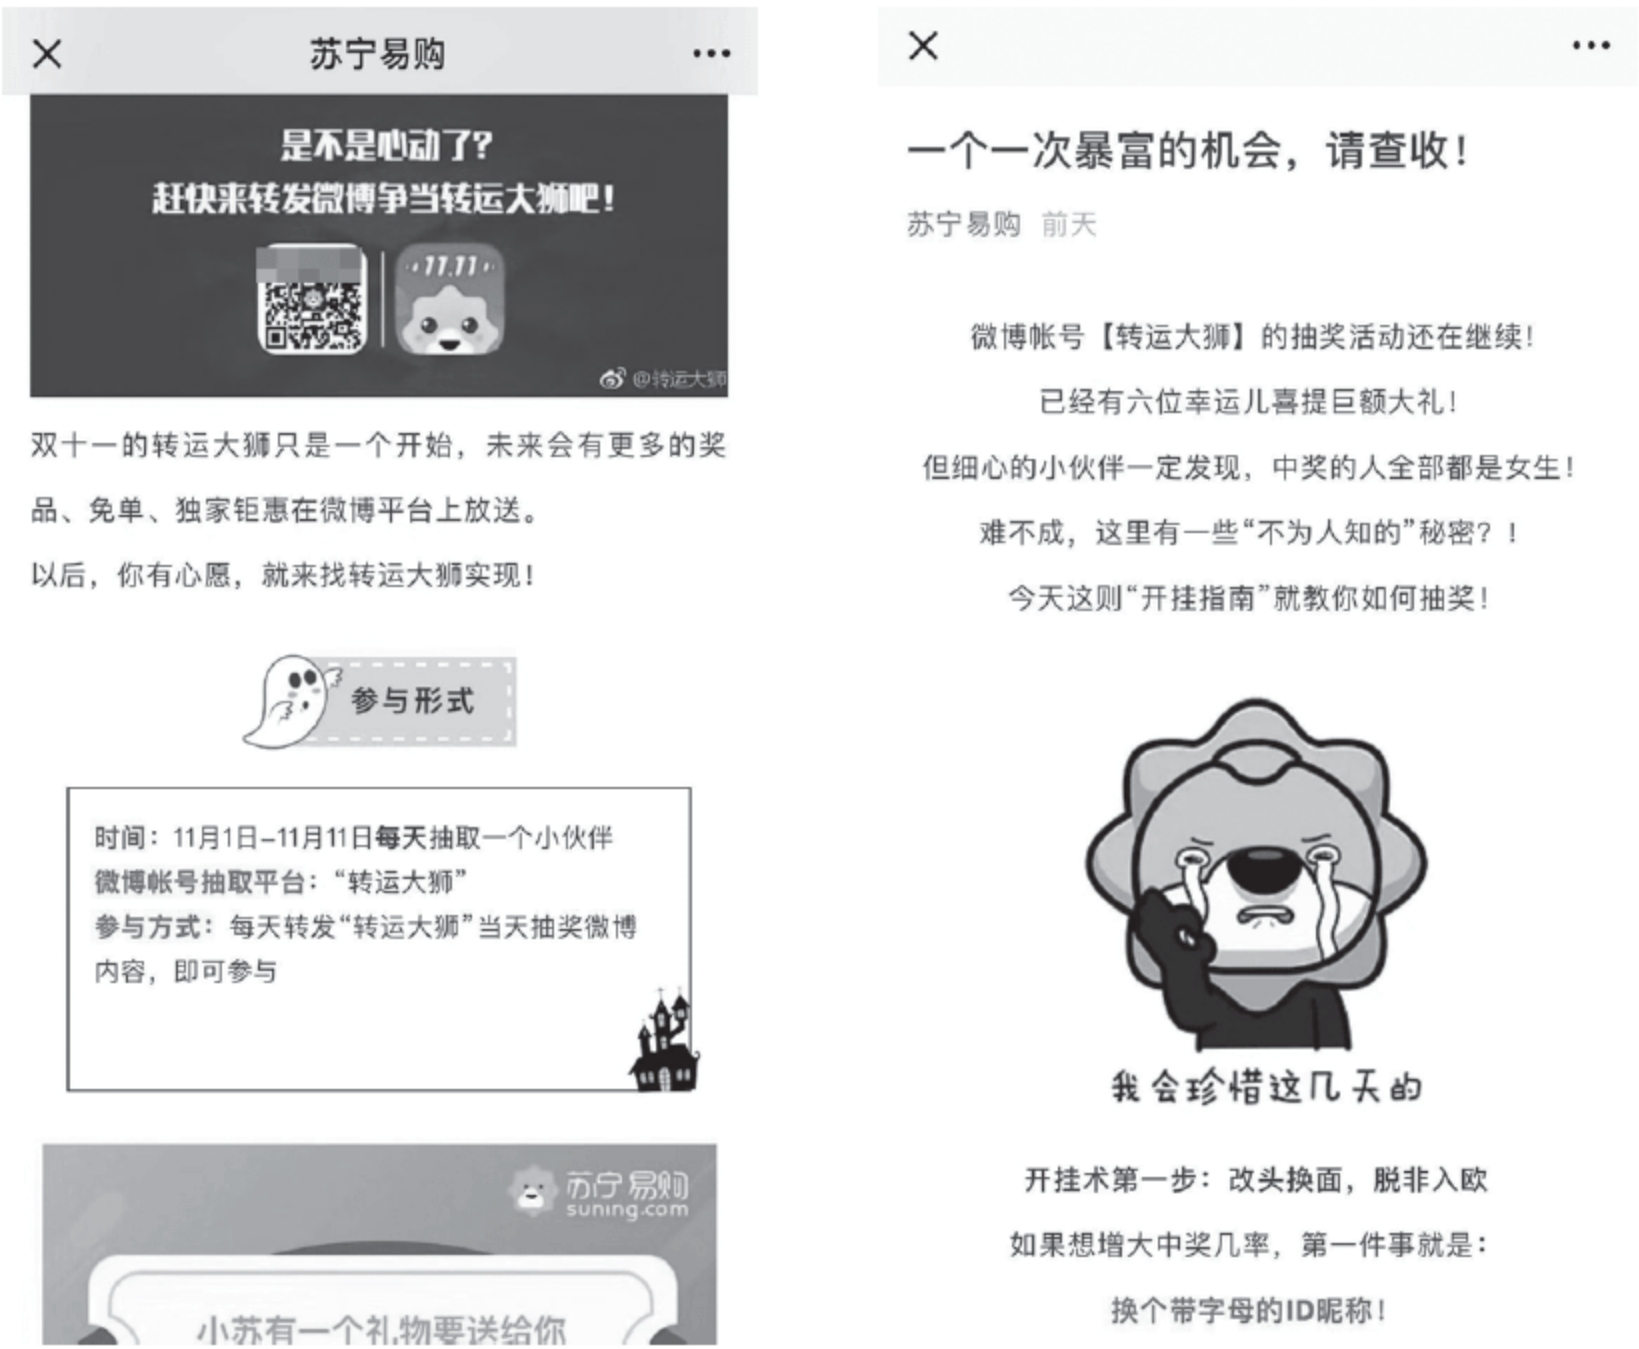 苏宁易购
是不是心动了?
赶快来转发微博争当转运大狮吧!
11.11
@转运大狮
双十一的转运大狮只是一个开始，未来会有更多的奖
品、免单、独家钜惠在微博平台上放送。
以后，你有心愿，就来找转运大狮实现！
参与形式
时间：11月1日-11月11日每天抽取一个小伙伴
微博帐号抽取平台：“转运大狮”
参与方式：每天转发“转运大狮”当天抽奖微博
内容，即可参与
苏宁易购
suning.com
小苏有一个礼物要送给你
一个一次暴富的机会，请查收！
苏宁易购 前天
微博帐号【转运大狮】的抽奖活动还在继续！
已经有六位幸运儿喜提巨额大礼！
但细心的小伙伴一定发现，中奖的人全部都是女生！
难不成，这里有一些“不为人知的”秘密？！
今天这则“开挂指南”就教你如何抽奖！
我会珍惜这几天的
开挂术第一步：改头换面，脱非入欧
如果想增大中奖几率，第一件事就是：
换个带字母的ID昵称！